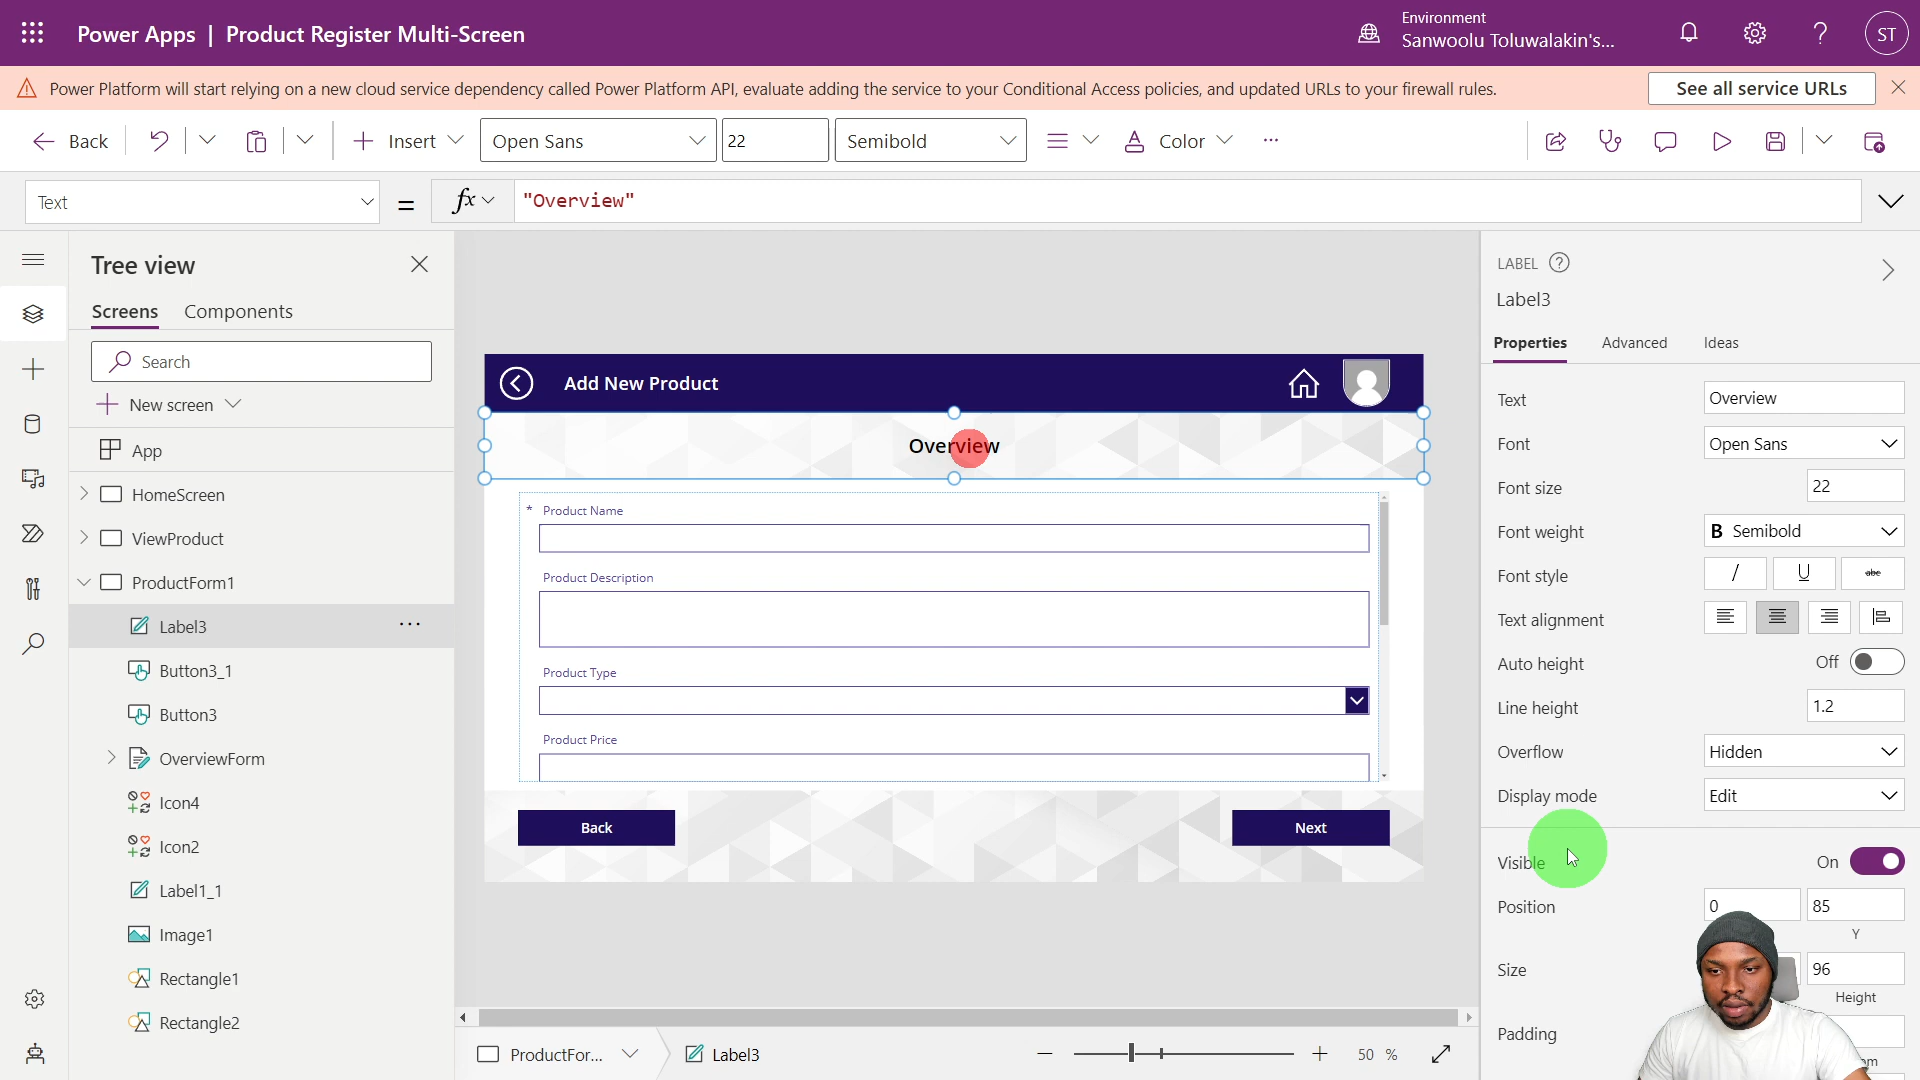 Power Apps | Product Register Multi-Screen
Environment
Sanwoolu Toluwalakin's...
ST
Power Platform will start relying on a new cloud service dependency called Power Platform API, evaluate adding the service to your Conditional Access policies, and updated URLs to your firewall rules.
See all service URLs
Back
Insert
Open Sans
22
Semibold
Color
Text
=
fx
"Overview"
Tree view
Screens
Components
Search
New screen
App
HomeScreen
ViewProduct
ProductForm1
Label3
Button3_1
Button3
OverviewForm
Icon4
Icon2
Label1_1
Image1
Rectangle1
Rectangle2
Add New Product
Overview
* Product Name
Product Description
Product Type
Product Price
Back
Next
ProductFor...
Label3
50 %
LABEL
Label3
Properties
Advanced
Ideas
Text
Overview
Font
Open Sans
Font size
22
Font weight
B Semibold
Font style
/ U abc
Text alignment
Auto height
Off
Line height
1.2
Overflow
Hidden
Display mode
Edit
Visible
On
Position
0
85
Y
Size
96
Height
Padding